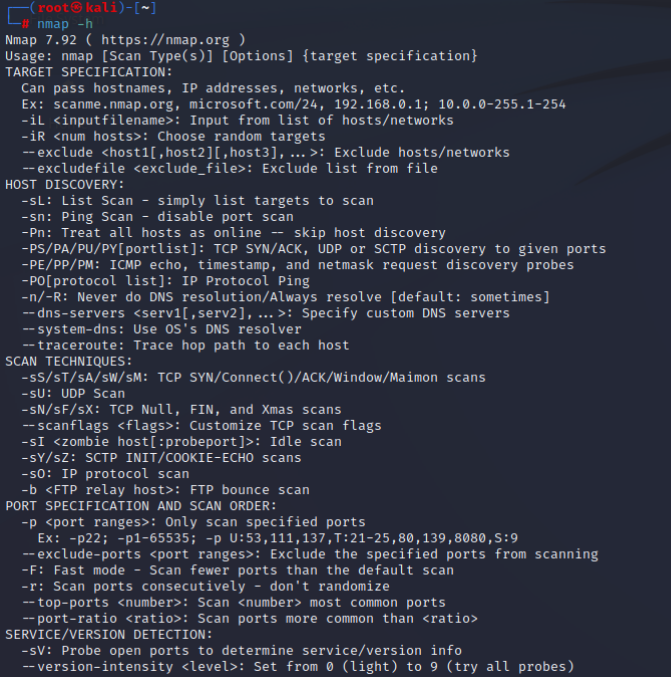 ┌──(root㉿kali)-[~]
└─# nmap -h
Nmap 7.92 ( https://nmap.org )
Usage: nmap [Scan Type(s)] [Options] {target specification}
TARGET SPECIFICATION:
  Can pass hostnames, IP addresses, networks, etc.
  Ex: scanme.nmap.org, microsoft.com/24, 192.168.0.1; 10.0.0-255.1-254
  -iL <inputfilename>: Input from list of hosts/networks
  -iR <num hosts>: Choose random targets
  --exclude <host1[,host2][,host3],...>: Exclude hosts/networks
  --excludefile <exclude_file>: Exclude list from file
HOST DISCOVERY:
  -sL: List Scan - simply list targets to scan
  -sn: Ping Scan - disable port scan
  -Pn: Treat all hosts as online -- skip host discovery
  -PS/PA/PU/PY[portlist]: TCP SYN/ACK, UDP or SCTP discovery to given ports
  -PE/PP/PM: ICMP echo, timestamp, and netmask request discovery probes
  -PO[protocol list]: IP Protocol Ping
  -n/-R: Never do DNS resolution/Always resolve [default: sometimes]
  --dns-servers <serv1[,serv2],...>: Specify custom DNS servers
  --system-dns: Use OS's DNS resolver
  --traceroute: Trace hop path to each host
SCAN TECHNIQUES:
  -sS/sT/sA/sW/sM: TCP SYN/Connect()/ACK/Window/Maimon scans
  -sU: UDP Scan
  -sN/sF/sX: TCP Null, FIN, and Xmas scans
  --scanflags <flags>: Customize TCP scan flags
  -sI <zombie host[:probeport]>: Idle scan
  -sY/sZ: SCTP INIT/COOKIE-ECHO scans
  -sO: IP protocol scan
  -b <FTP relay host>: FTP bounce scan
PORT SPECIFICATION AND SCAN ORDER:
  -p <port ranges>: Only scan specified ports
    Ex: -p22; -p1-65535; -p U:53,111,137,T:21-25,80,139,8080,S:9
  --exclude-ports <port ranges>: Exclude the specified ports from scanning
  -F: Fast mode - Scan fewer ports than the default scan
  -r: Scan ports consecutively - don't randomize
  --top-ports <number>: Scan <number> most common ports
  --port-ratio <ratio>: Scan ports more common than <ratio>
SERVICE/VERSION DETECTION:
  -sV: Probe open ports to determine service/version info
  --version-intensity <level>: Set from 0 (light) to 9 (try all probes)